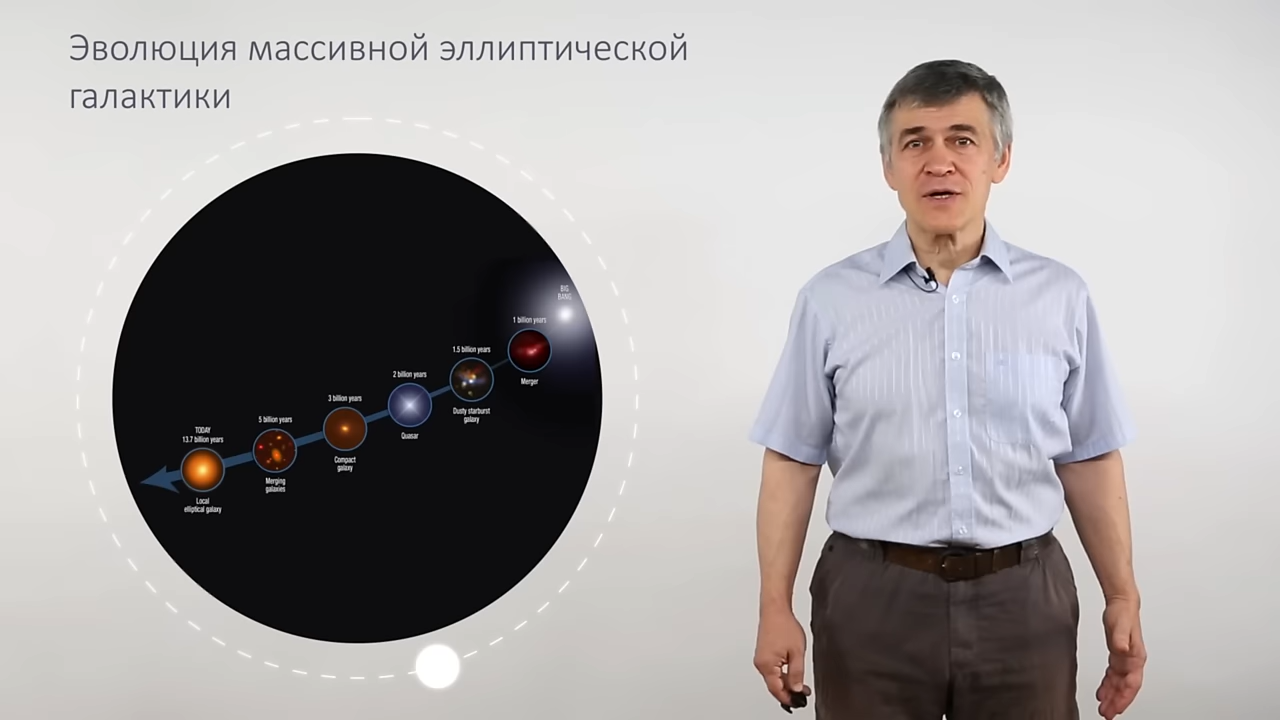 Эволюция массивной эллиптической
галактики
BIG
BANG
1 billion years
Merger
1.5 billion years
Dusty starburst
galaxy
2 billion years
Quasar
3 billion years
Compact
galaxy
5 billion years
Merging
galaxies
TODAY
13.7 billion years
Local
elliptical galaxy